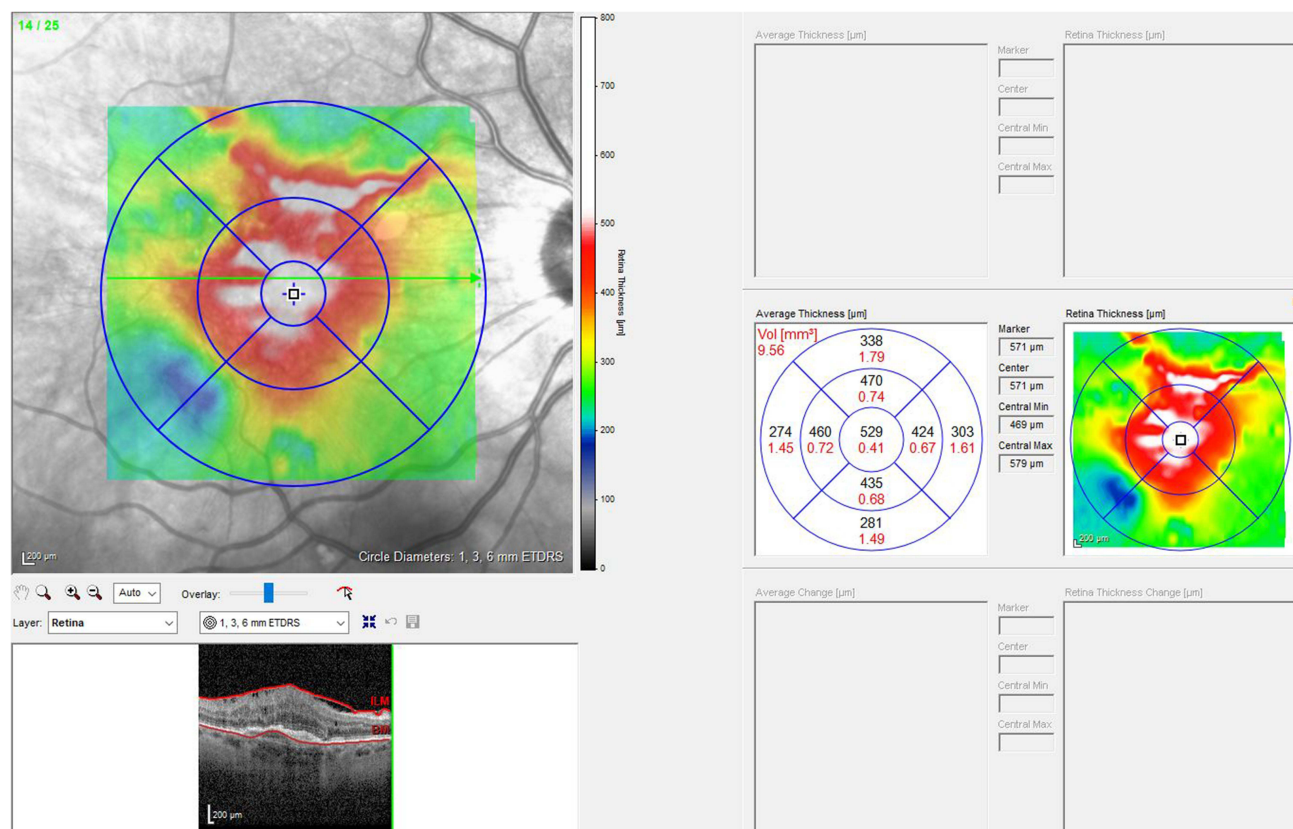 14 / 25
800
700
600
500
400
300
200
100
0
Retina Thickness [µm]
200 µm
Circle Diameters: 1, 3, 6 mm ETDRS
Auto
Overlay:
Layer: Retina
1, 3, 6 mm ETDRS
ILM
BM
200 µm
Average Thickness [µm]
Retina Thickness [µm]
Marker
Center
Central Min
Central Max
Average Thickness [µm]
Vol [mm³]
9.56
338
1.79
470
0.74
274
1.45
460
0.72
529
0.41
424
0.67
303
1.61
435
0.68
281
1.49
Marker
571 µm
Center
571 µm
Central Min
469 µm
Central Max
579 µm
Retina Thickness [µm]
200 µm
Average Change [µm]
Retina Thickness Change [µm]
Marker
Center
Central Min
Central Max